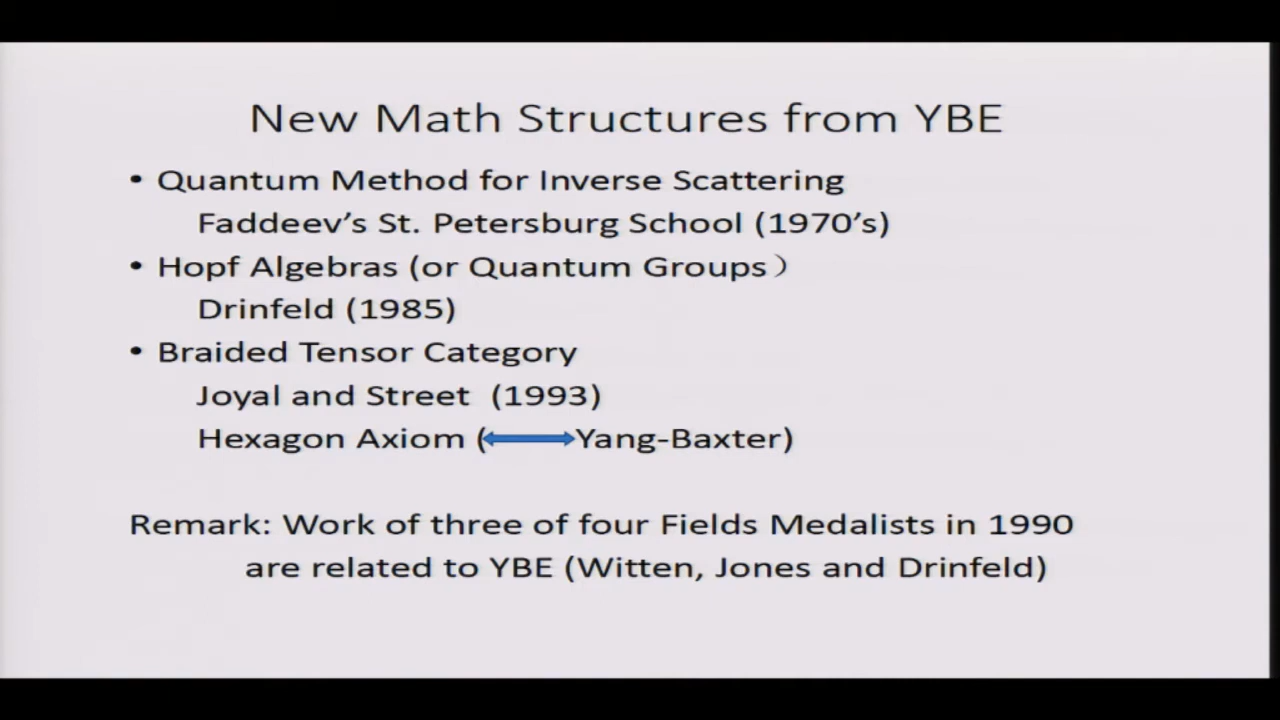 New Math Structures from YBE
• Quantum Method for Inverse Scattering
Faddeev’s St. Petersburg School (1970’s)
• Hopf Algebras (or Quantum Groups）
Drinfeld (1985)
• Braided Tensor Category
Joyal and Street (1993)
Hexagon Axiom (⟷Yang-Baxter)
Remark: Work of three of four Fields Medalists in 1990
are related to YBE (Witten, Jones and Drinfeld)